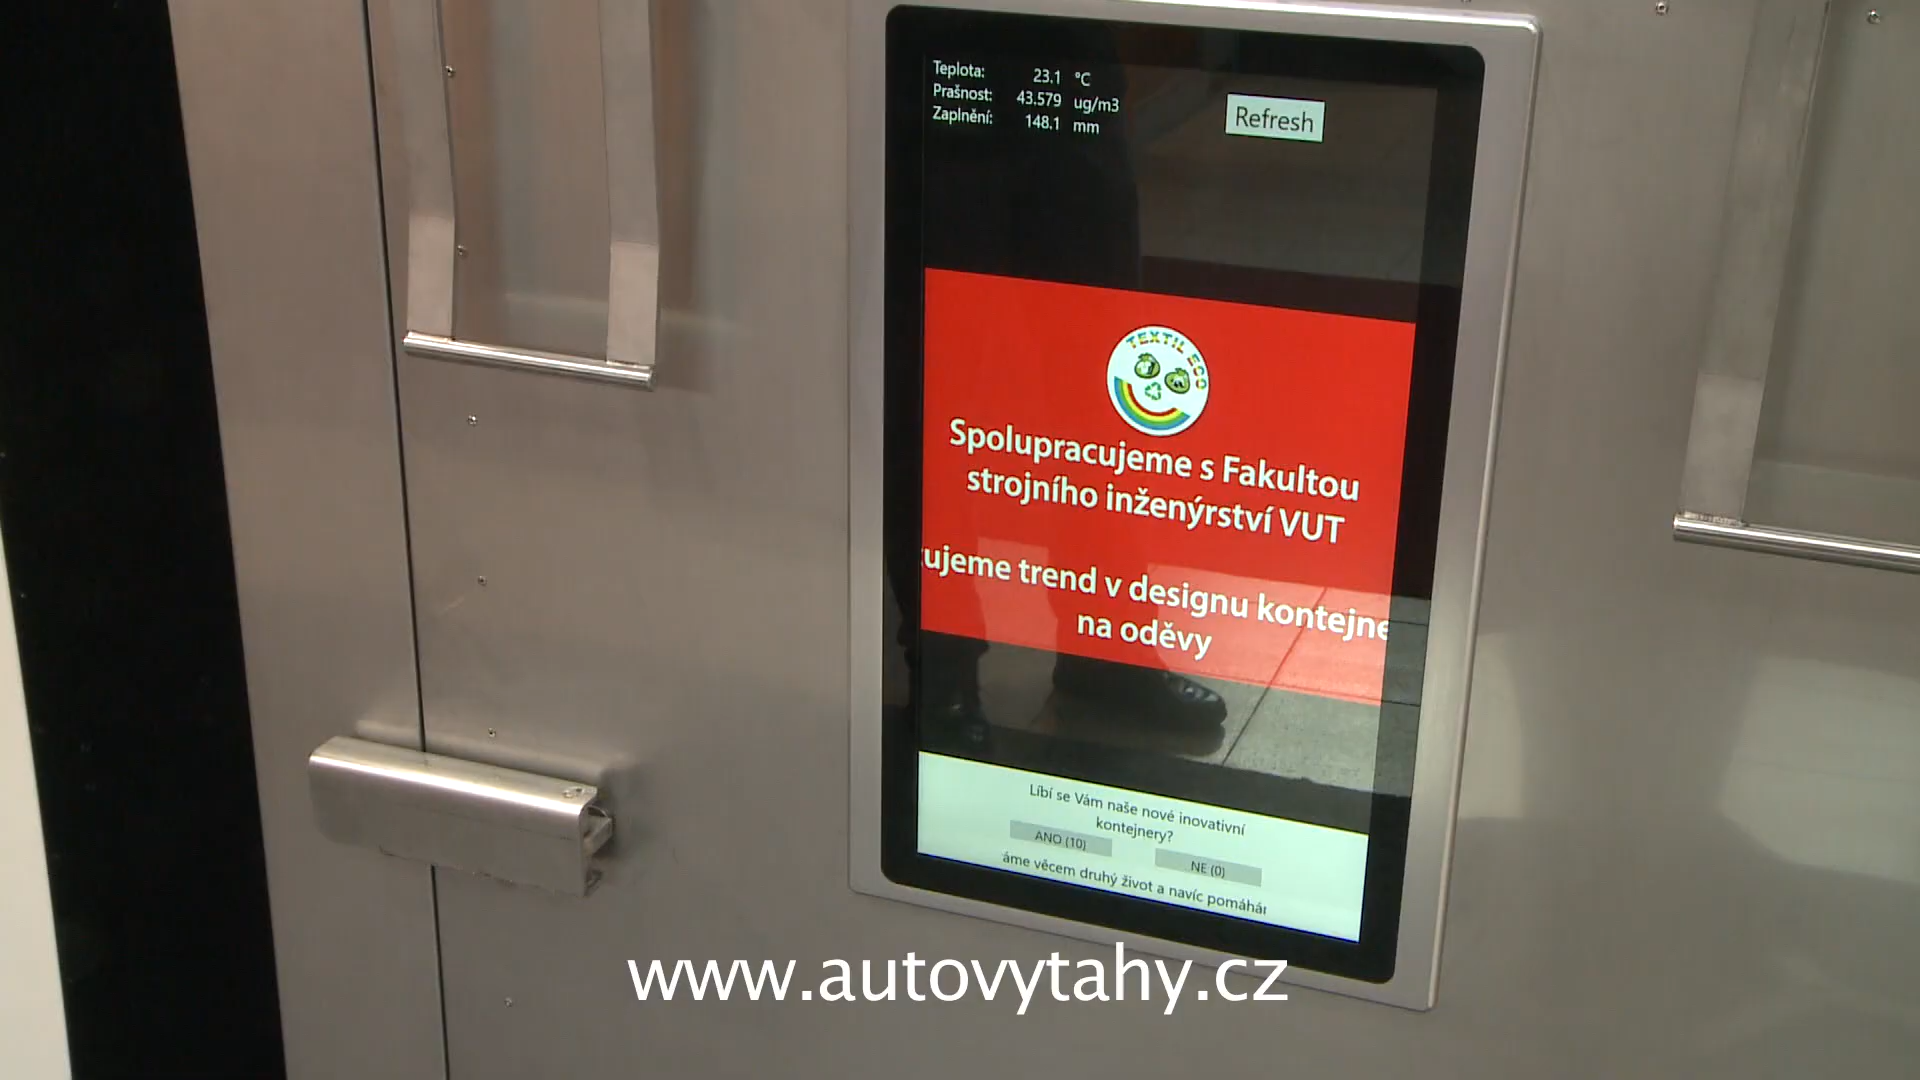 Teplota: 23.1 °C
Prašnost: 43.579 ug/m3
Zaplnění: 148.1 mm
Refresh
TEXTIL ECO
Spolupracujeme s Fakultou
strojního inženýrství VUT
ujeme trend v designu kontejne
na oděvy
Líbí se Vám naše nové inovativní
kontejnery?
ANO (10)
NE (0)
áme věcem druhý život a navíc pomáhá
www.autovytahy.cz